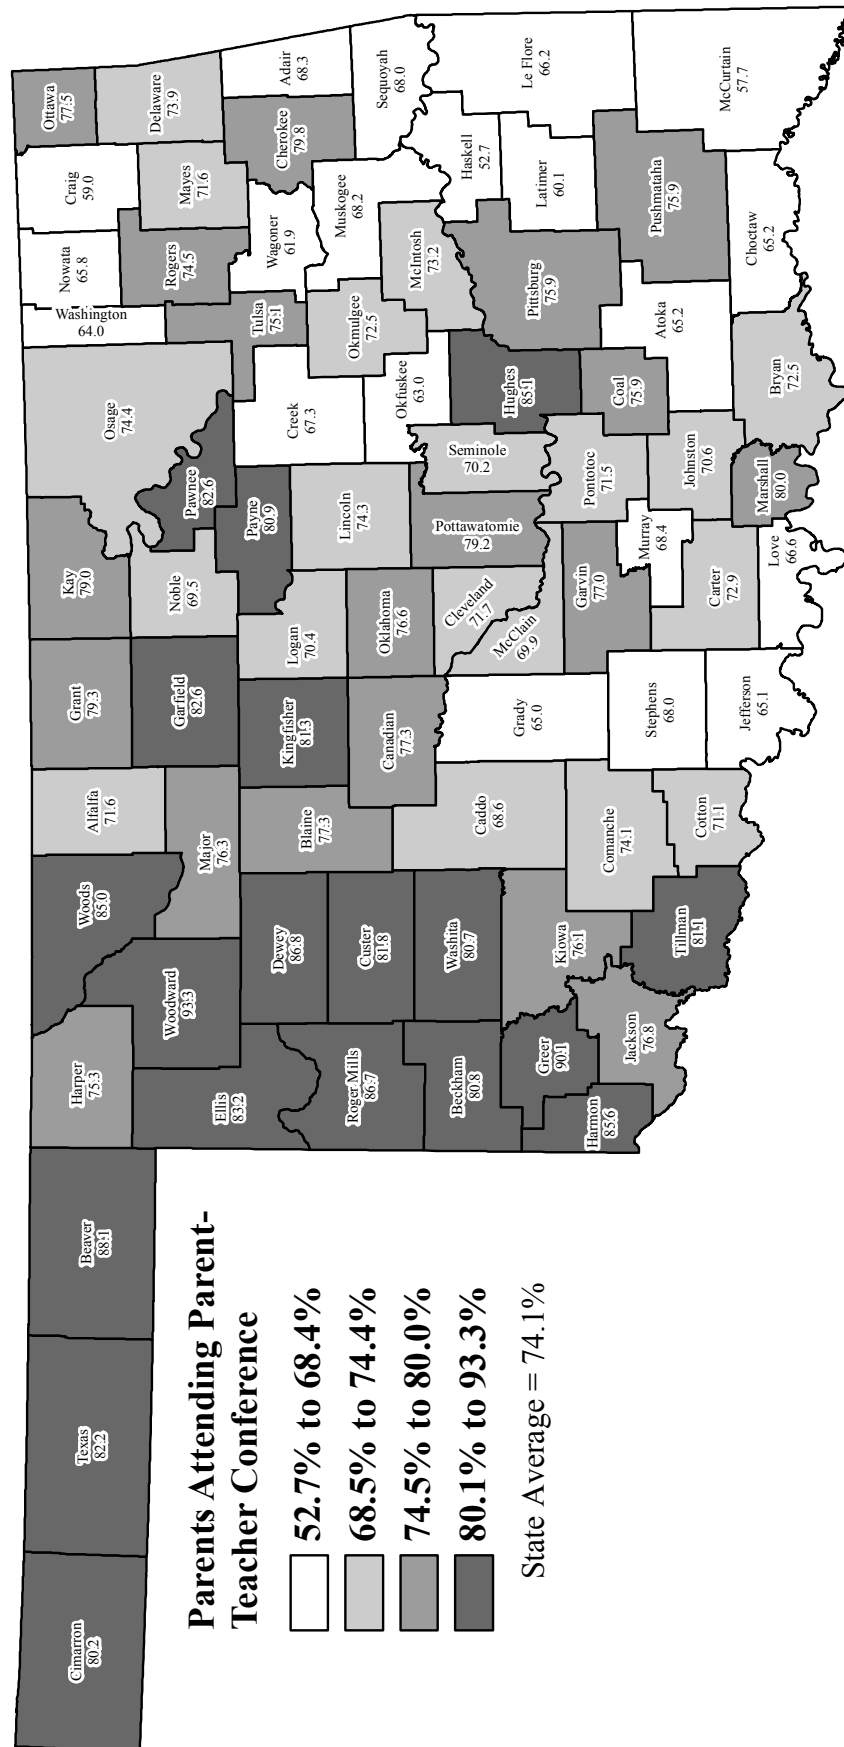 Cimarron
80.2
Texas
82.2
Beaver
88.1
Harper
75.3
Woods
85.0
Alfalfa
71.6
Grant
79.3
Kay
79.0
Osage
74.4
Washington
64.0
Nowata
65.8
Craig
59.0
Ottawa
77.5
Delaware
73.9
Mayes
71.6
Rogers
74.5
Ellis
83.2
Woodward
93.3
Major
76.3
Garfield
82.6
Noble
69.5
Pawnee
82.6
Payne
80.9
Tulsa
75.1
Wagoner
61.9
Cherokee
79.8
Adair
68.3
Dewey
86.8
Blaine
77.3
Kingfisher
81.3
Logan
70.4
Lincoln
74.3
Creek
67.3
Okmulgee
72.5
Muskogee
68.2
Sequoyah
68.0
Roger Mills
86.7
Custer
81.8
Canadian
77.3
Oklahoma
76.6
Okfuskee
63.0
McIntosh
73.2
Haskell
52.7
Le Flore
66.2
Beckham
80.8
Washita
80.7
Caddo
68.6
Grady
65.0
Cleveland
71.7
McClain
69.9
Pottawatomie
79.2
Seminole
70.2
Hughes
85.1
Pittsburg
75.9
Latimer
60.1
Greer
90.1
Kiowa
76.1
Harmon
85.6
Jackson
76.8
Comanche
74.1
Stephens
68.0
Garvin
77.0
Murray
68.4
Pontotoc
71.5
Coal
75.9
Atoka
65.2
Pushmataha
75.9
McCurtain
57.7
Tillman
81.1
Cotton
71.1
Jefferson
65.1
Carter
72.9
Love
66.6
Johnston
70.6
Marshall
80.0
Bryan
72.5
Choctaw
65.2
Parents Attending Parent-
Teacher Conference
52.7% to 68.4%
68.5% to 74.4%
74.5% to 80.0%
80.1% to 93.3%
State Average = 74.1%